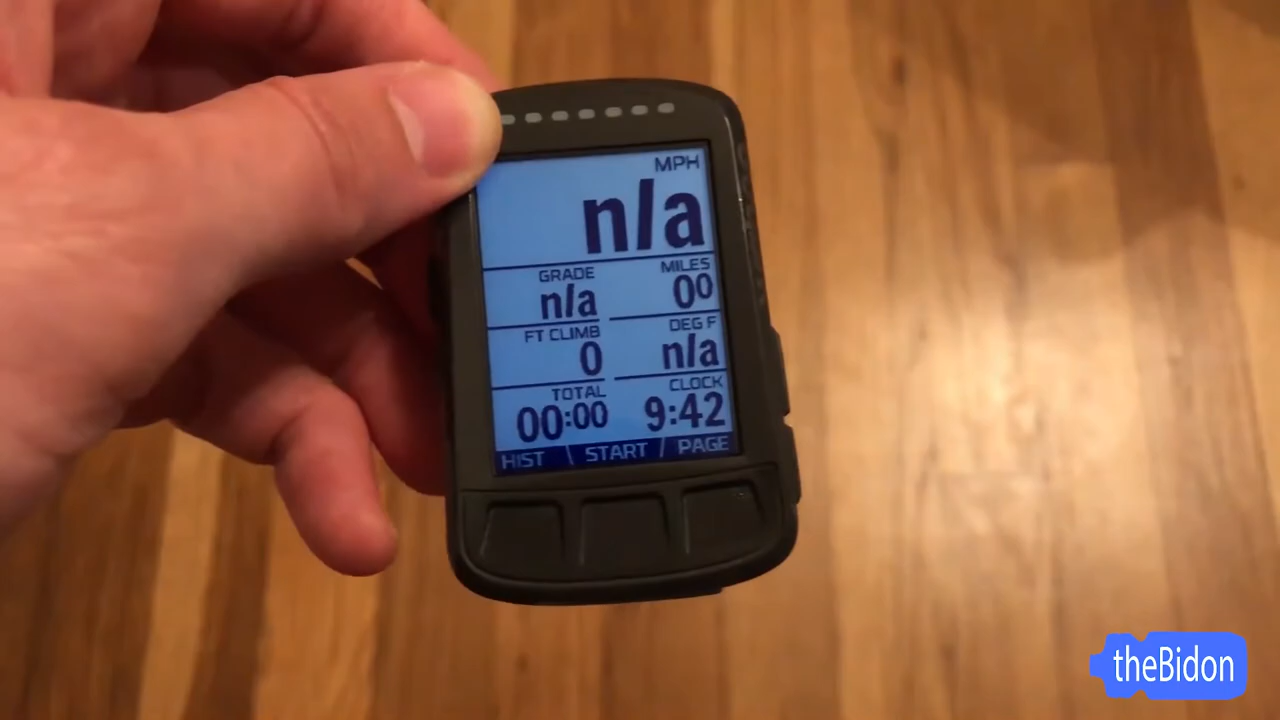 MPH
n/a
GRADE MILES
n/a 00
FT CLIMB DEG F
0 n/a
TOTAL CLOCK
00:00 9:42
HIST START PAGE
theBidon